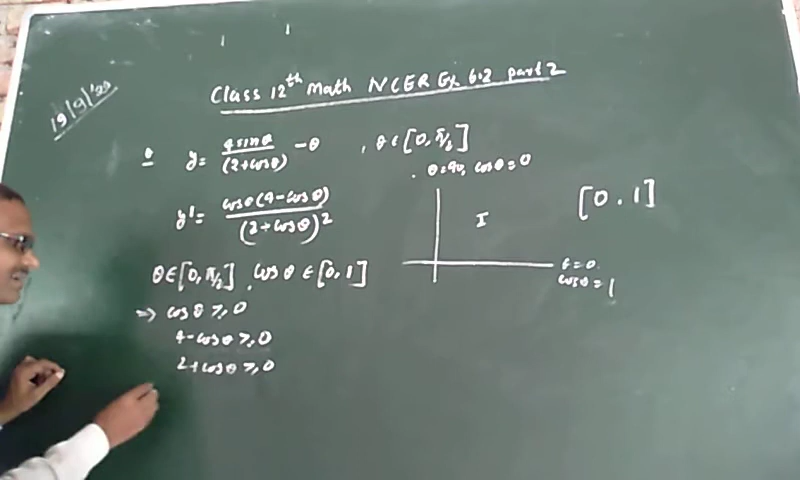 19/9/20
Class 12th Math NCER Ex 6.2 part 2
Q y = 4 sinθ / (2+cosθ) - θ , θ ∈ [0, π/2]
θ = 90, cosθ = 0
y' = cosθ(4-cosθ) / (2+cosθ)2
I
[0, 1]
θ ∈ [0, π/2] , cosθ ∈ [0, 1]
θ = 0
cosθ = 1
=> cosθ ≥ 0
4-cosθ ≥ 0
2+cosθ ≥ 0